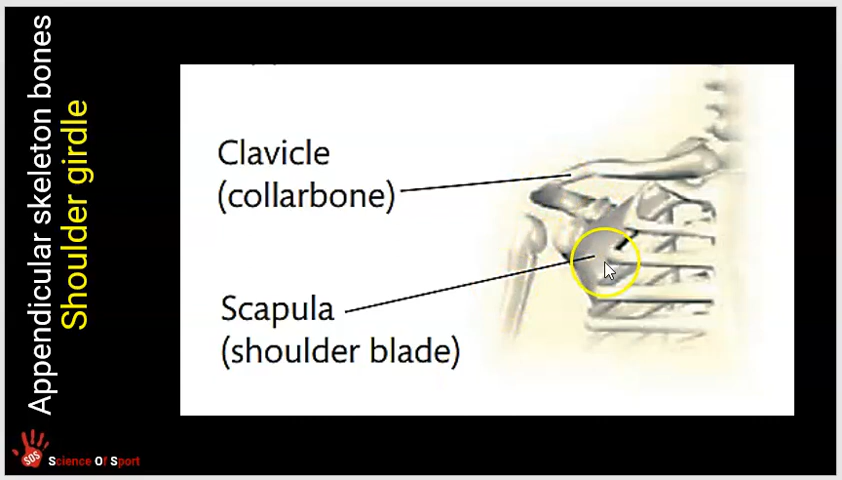 Appendicular skeleton bones
Shoulder girdle
Clavicle
(collarbone)
Scapula
(shoulder blade)
SOS
Science Of Sport